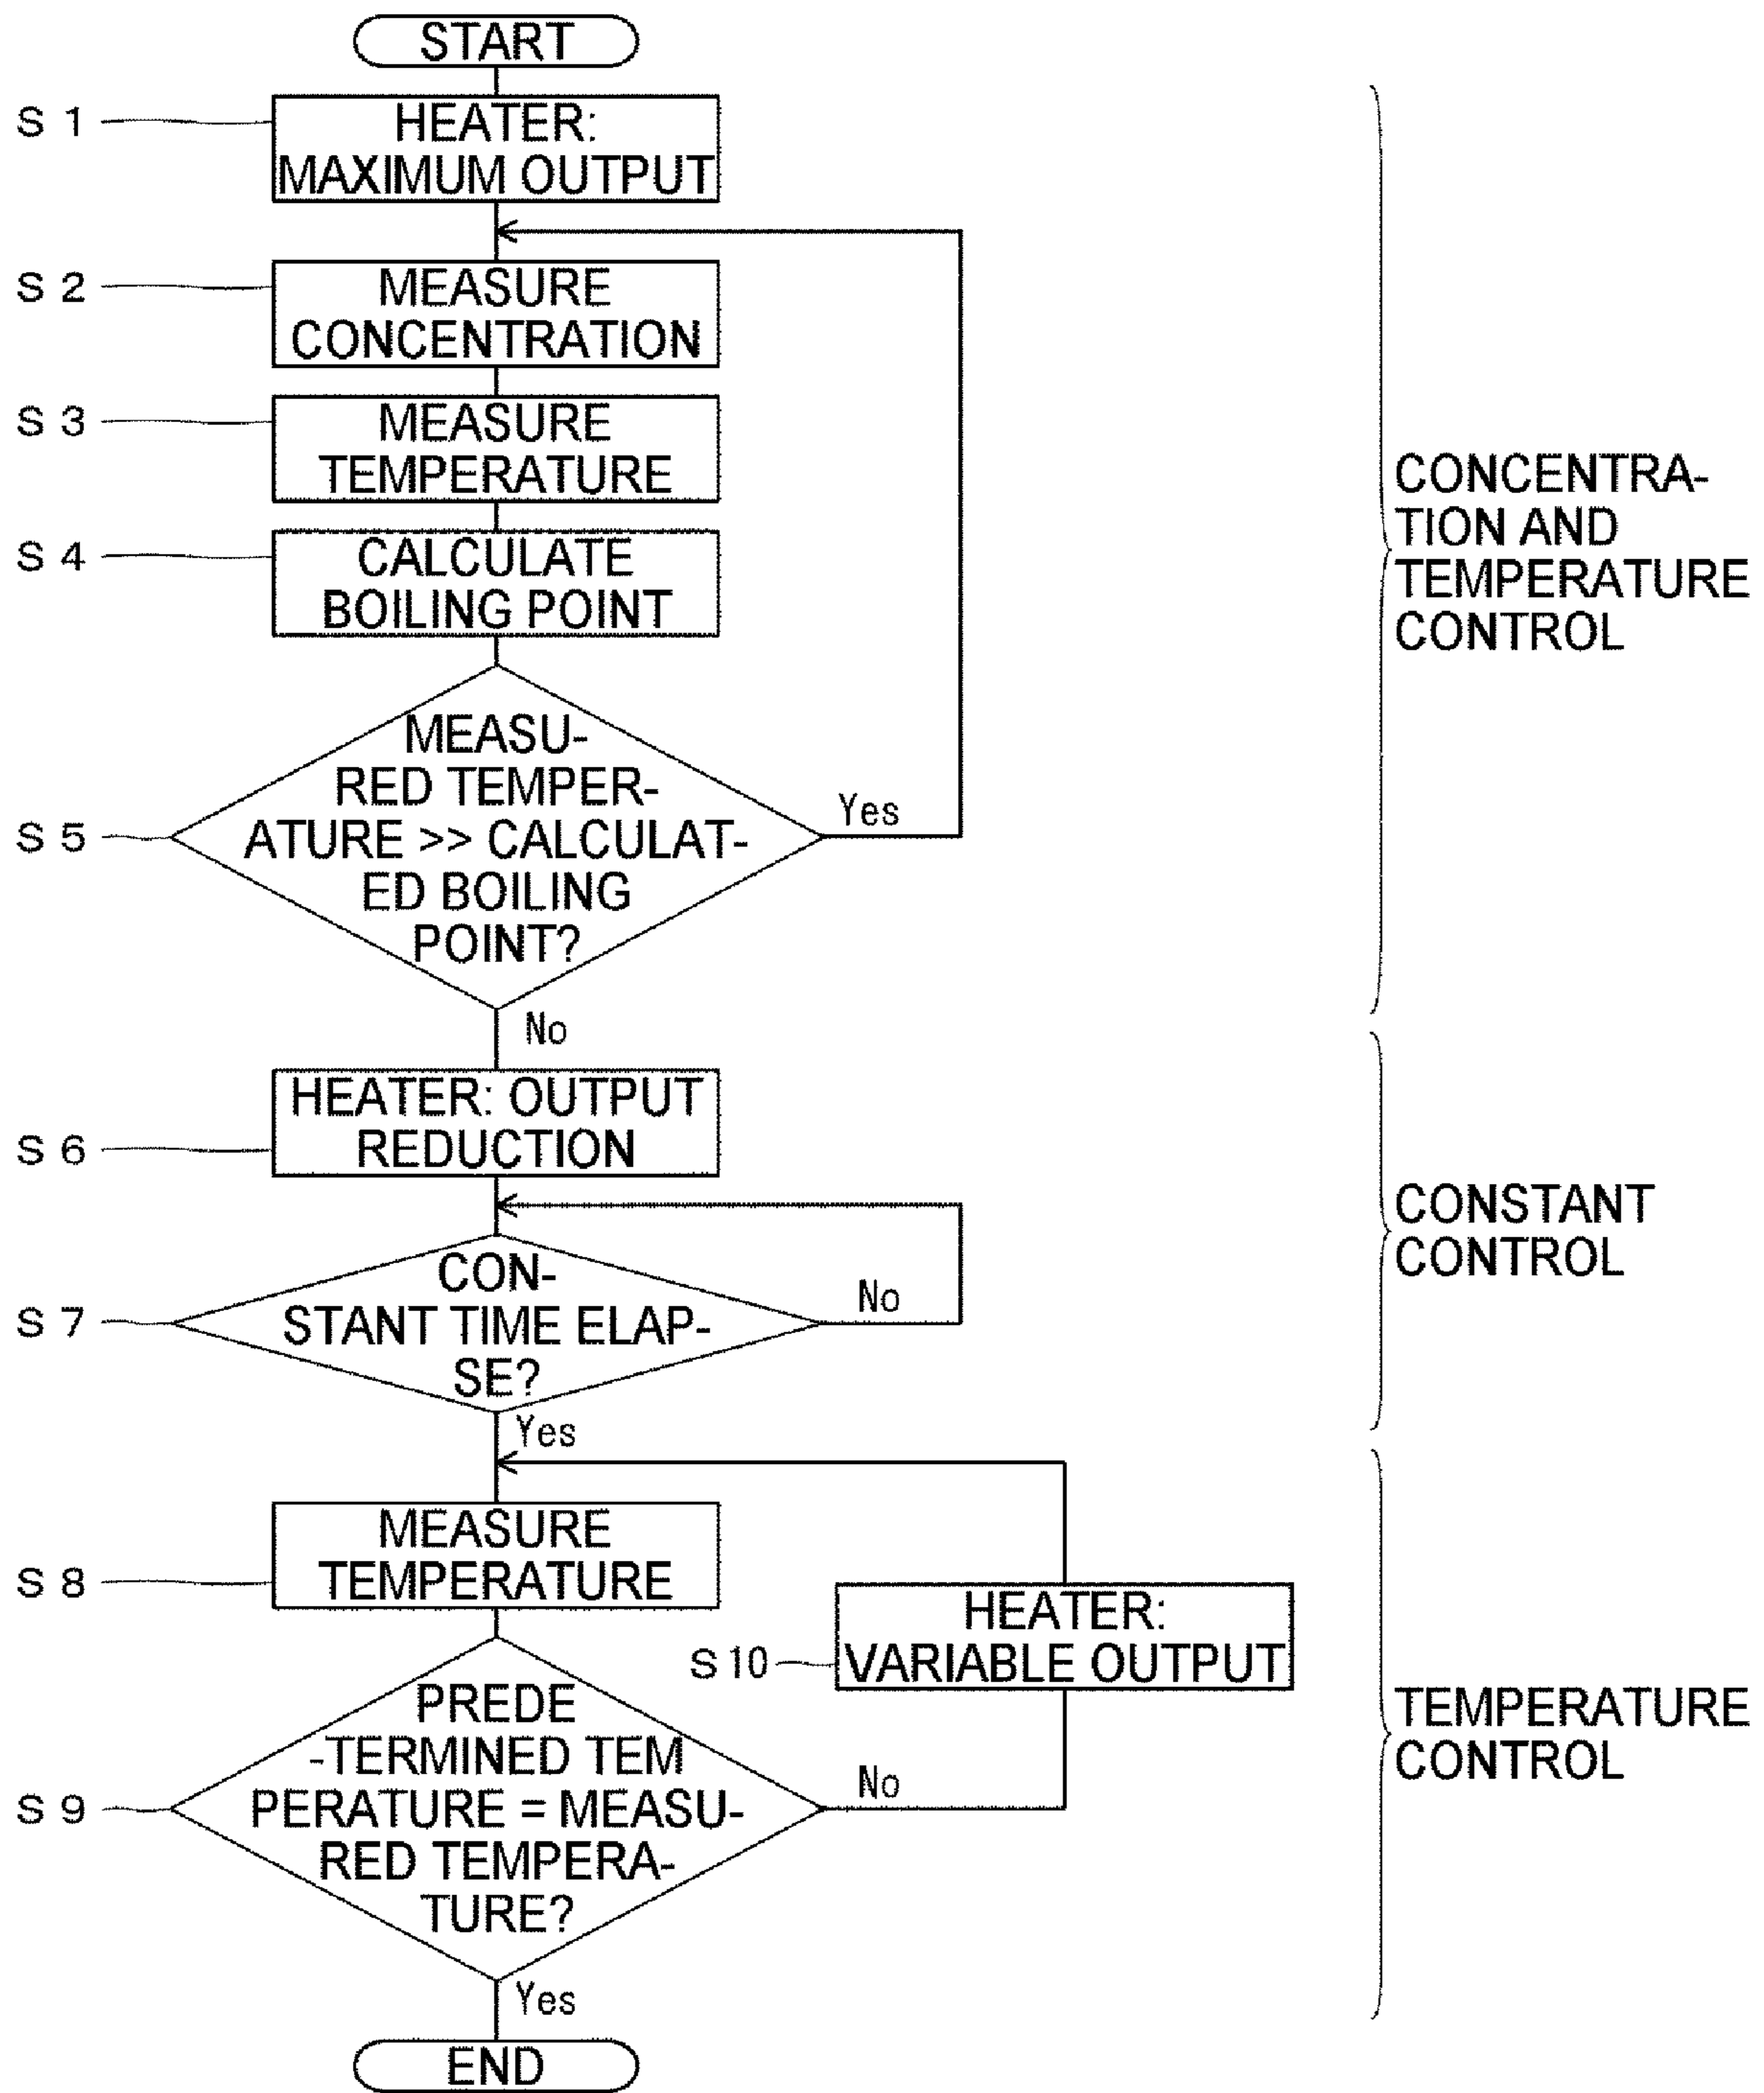 START
S 1
HEATER:
MAXIMUM OUTPUT
S 2
MEASURE
CONCENTRATION
S 3
MEASURE
TEMPERATURE
S 4
CALCULATE
BOILING POINT
S 5
MEASU-
RED TEMPER-
ATURE >> CALCULAT-
ED BOILING
POINT?
Yes
No
CONCENTRA-
TION AND
TEMPERATURE
CONTROL
S 6
HEATER: OUTPUT
REDUCTION
S 7
CON-
STANT TIME ELAP-
SE?
No
Yes
CONSTANT
CONTROL
S 8
MEASURE
TEMPERATURE
S 10
HEATER:
VARIABLE OUTPUT
S 9
PREDE
-TERMINED TEM
PERATURE = MEASU-
RED TEMPERA-
TURE?
No
Yes
TEMPERATURE
CONTROL
END